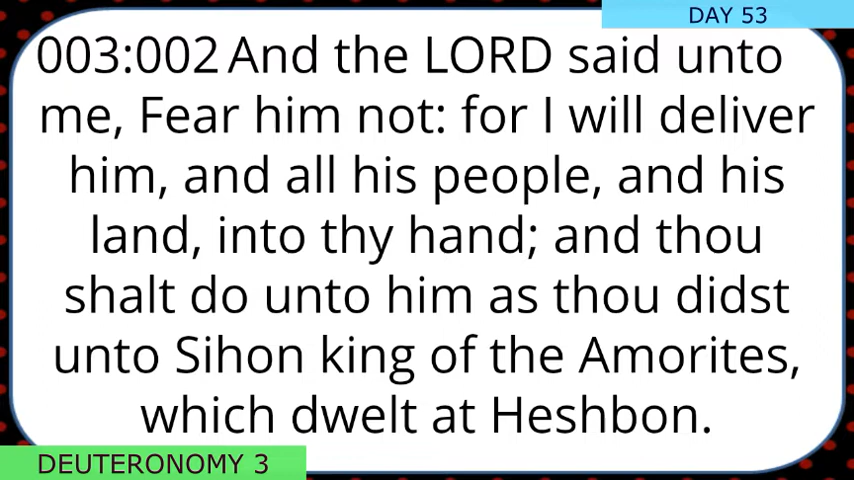 DAY 53
003:002 And the LORD said unto
me, Fear him not: for I will deliver
him, and all his people, and his
land, into thy hand; and thou
shalt do unto him as thou didst
unto Sihon king of the Amorites,
which dwelt at Heshbon.
DEUTERONOMY 3